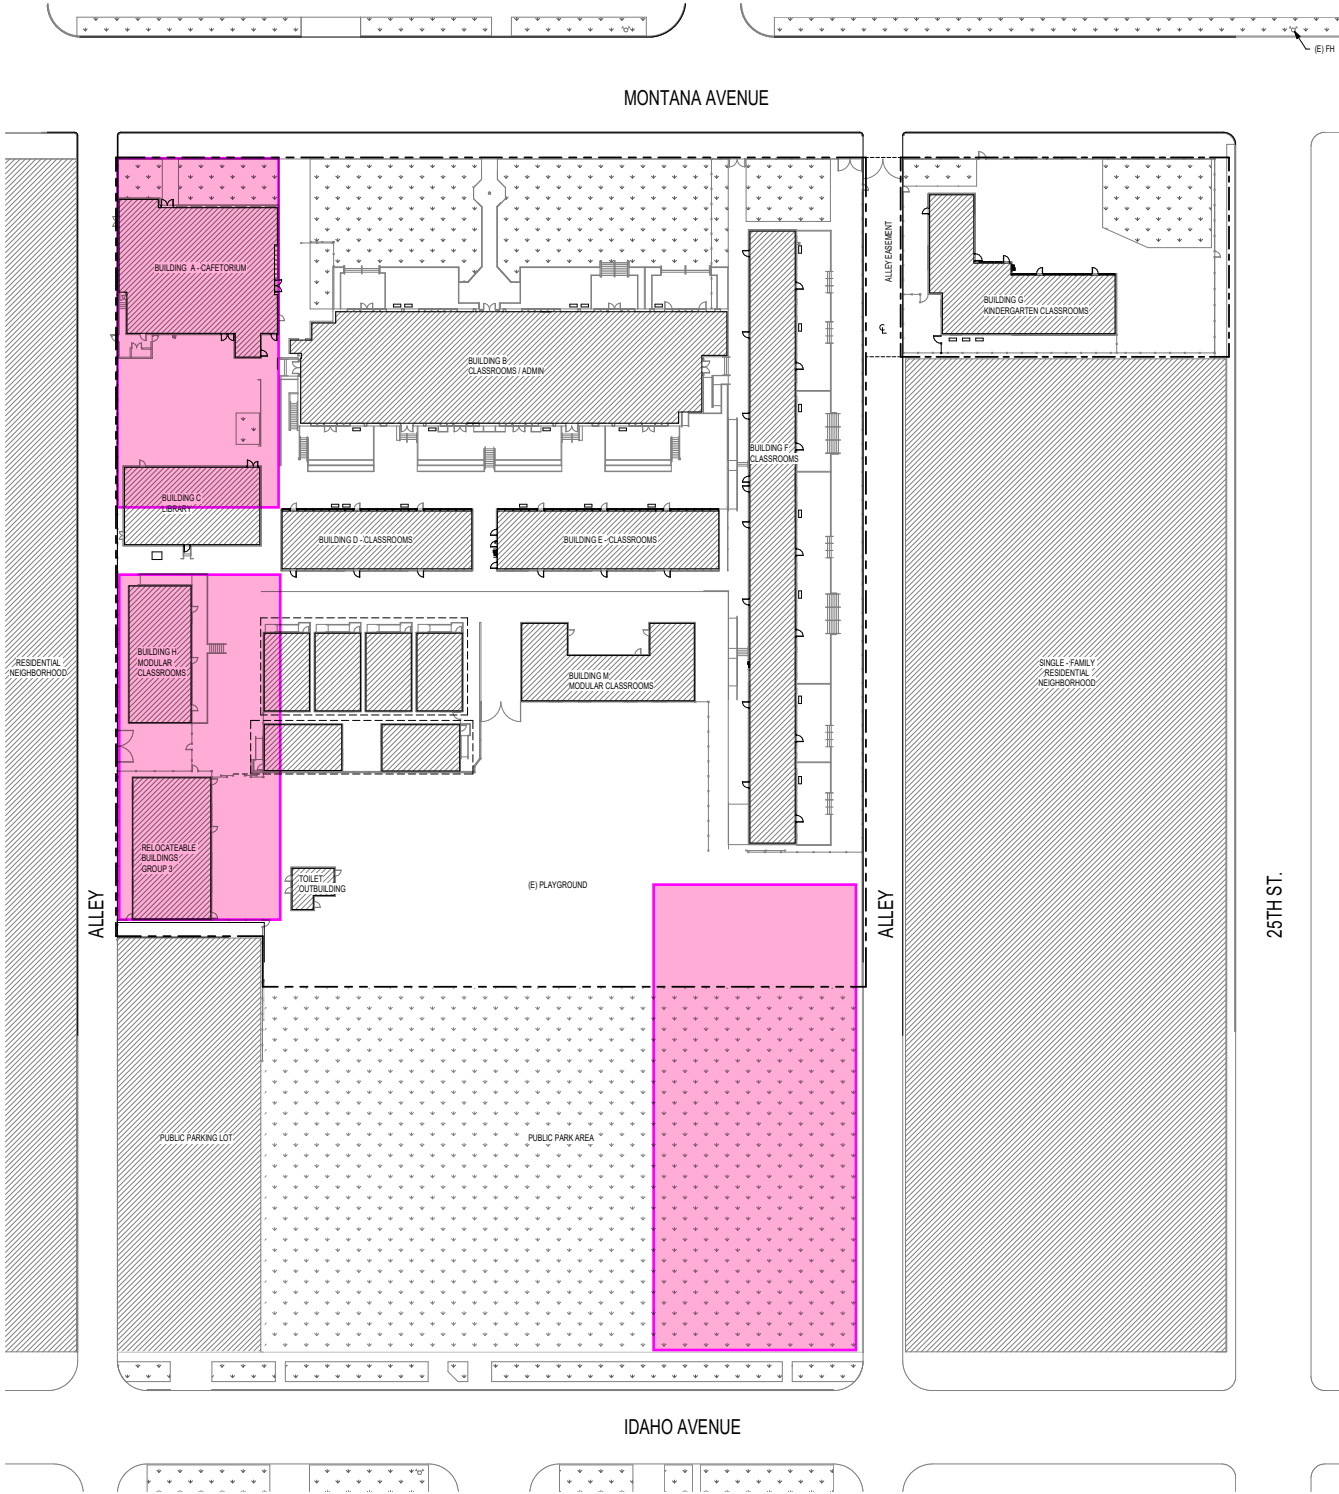 (E) FH
MONTANA AVENUE
BUILDING A - CAFETORIUM
ALLEY EASEMENT
BUILDING G
KINDERGARTEN CLASSROOMS
BUILDING B
CLASSROOMS / ADMIN
BUILDING F
CLASSROOMS
BUILDING C
LIBRARY
BUILDING D - CLASSROOMS
BUILDING E - CLASSROOMS
RESIDENTIAL
NEIGHBORHOOD
BUILDING H
MODULAR
CLASSROOMS
BUILDING M
MODULAR CLASSROOMS
SINGLE - FAMILY
RESIDENTIAL
NEIGHBORHOOD
RELOCATEABLE
BUILDINGS
GROUP 3
TOILET
OUTBUILDING
(E) PLAYGROUND
ALLEY
ALLEY
25TH ST.
PUBLIC PARKING LOT
PUBLIC PARK AREA
IDAHO AVENUE